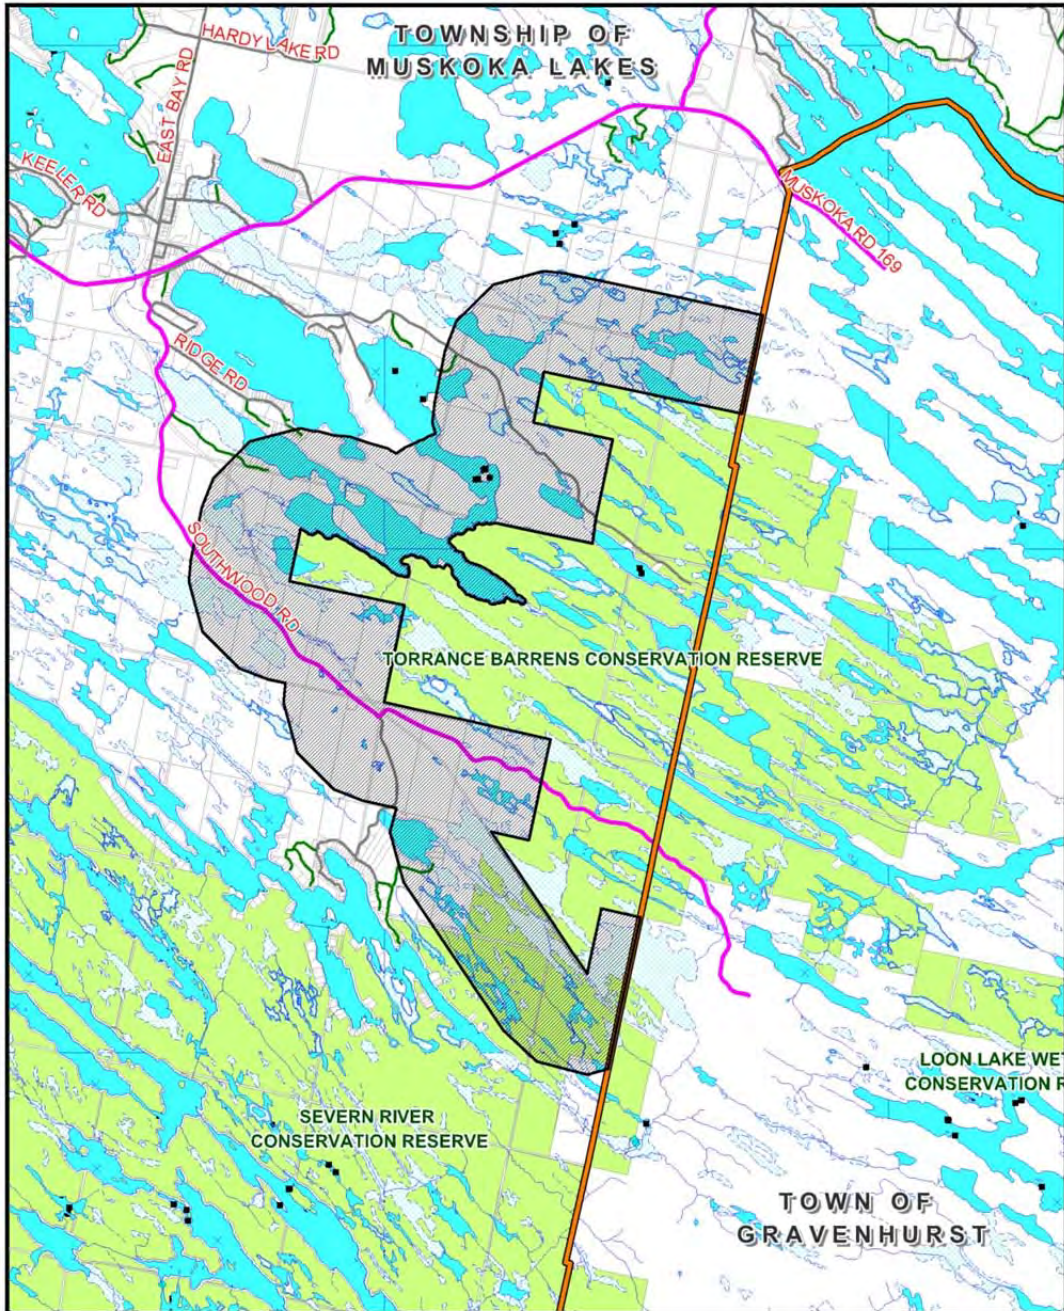 TOWNSHIP OF
MUSKOKA LAKES
HARDY LAKE RD
EAST BAY RD
KEELER RD
MUSKOKA RD 169
RIDGE RD
SOUTHWOOD RD
TORRANCE BARRENS CONSERVATION RESERVE
LOON LAKE WE
CONSERVATION R
SEVERN RIVER
CONSERVATION RESERVE
TOWN OF
GRAVENHURST